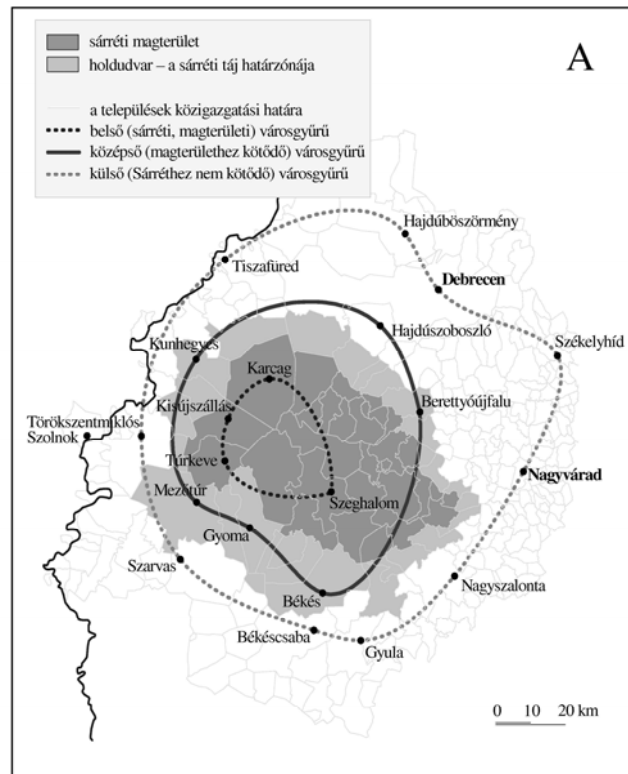 A
sárréti magterület
holdudvar – a sárréti táj határzónája
a települések közigazgatási határa
belső (sárréti, magterületi) városgyűrű
középső (magterülethez kötődő) városgyűrű
külső (Sárréthez nem kötődő) városgyűrű
Hajdúböszörmény
Tiszafüred
Debrecen
Hajdúszoboszló
Székelyhíd
Kunhegyes
Karcag
Kisújszállás
Berettyóújfalu
Törökszentmiklós
Szolnok
Túrkeve
Nagyvárad
Mezőtúr
Szeghalom
Gyoma
Szarvas
Nagyszalonta
Békés
Békéscsaba
Gyula
0 10 20 km